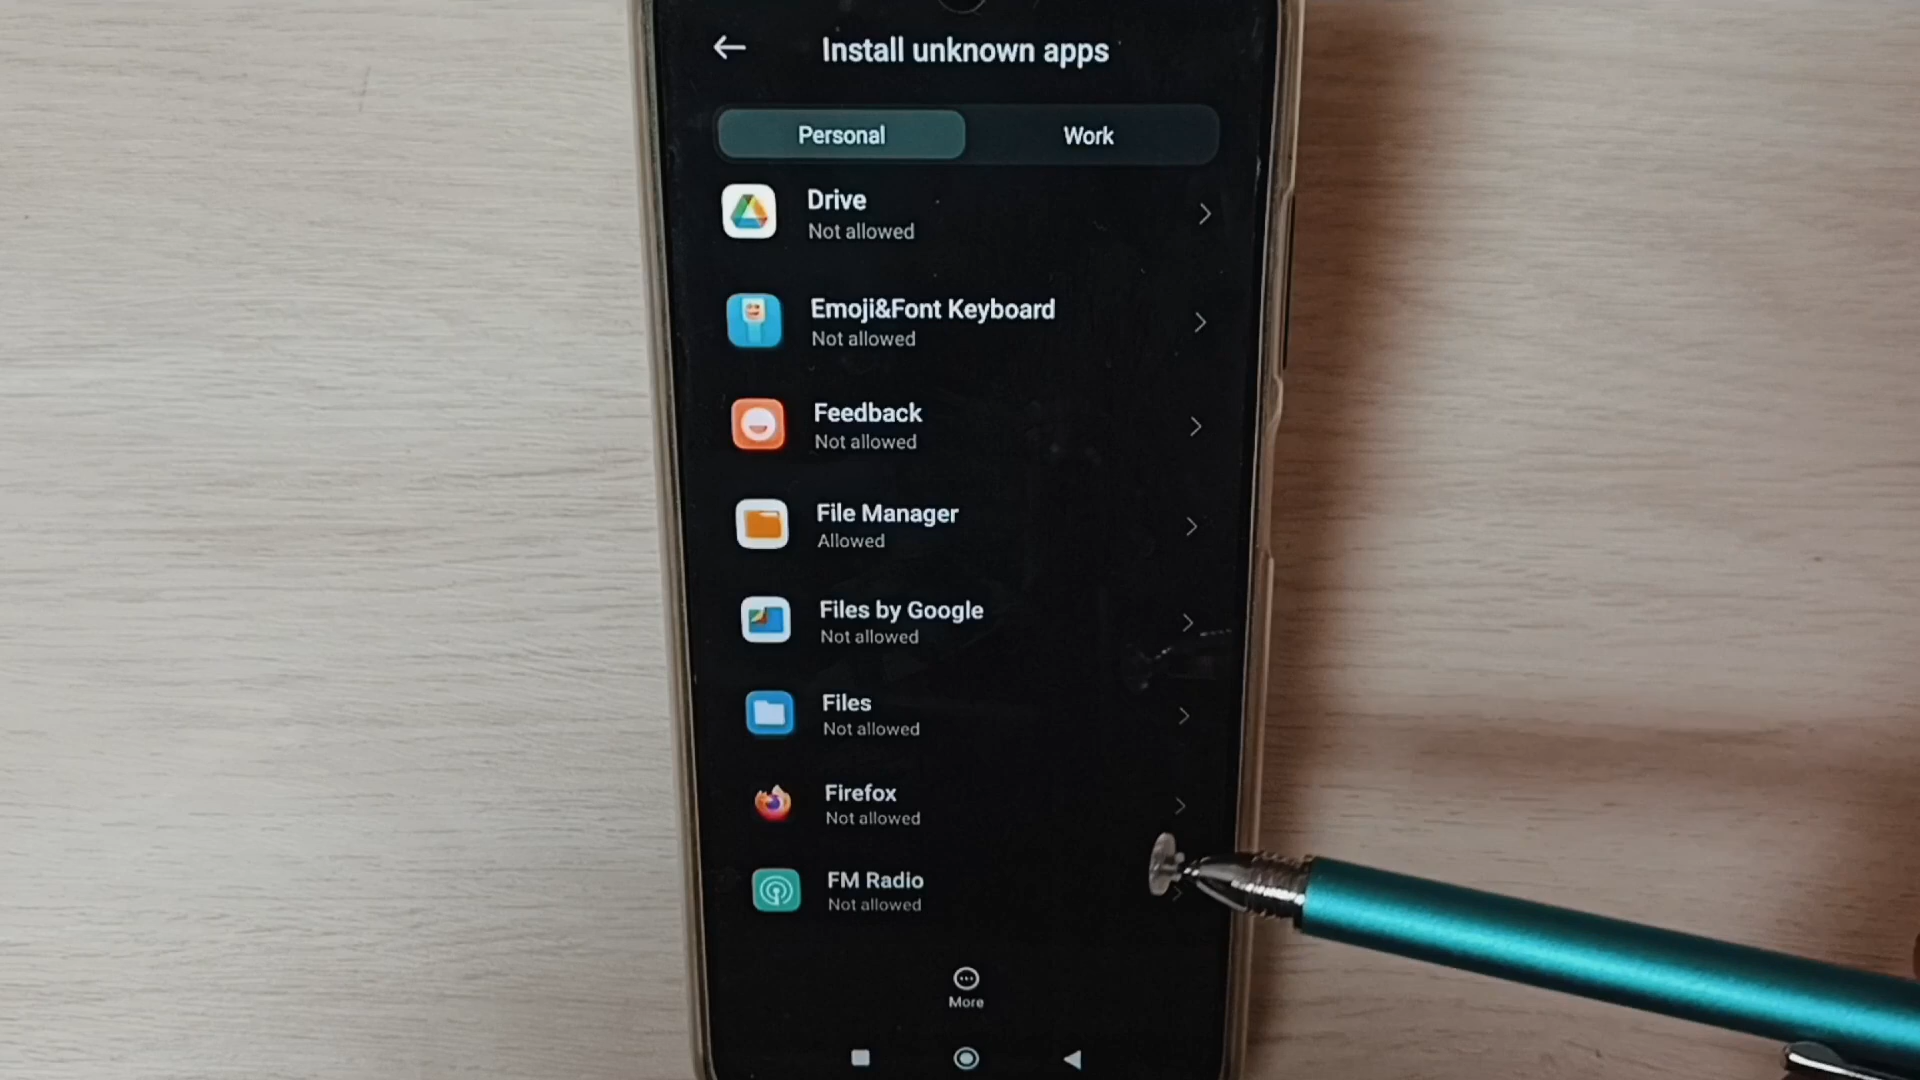 Install unknown apps
Personal
Work
Drive
Not allowed
Emoji&Font Keyboard
Not allowed
Feedback
Not allowed
File Manager
Allowed
Files by Google
Not allowed
Files
Not allowed
Firefox
Not allowed
FM Radio
Not allowed
More